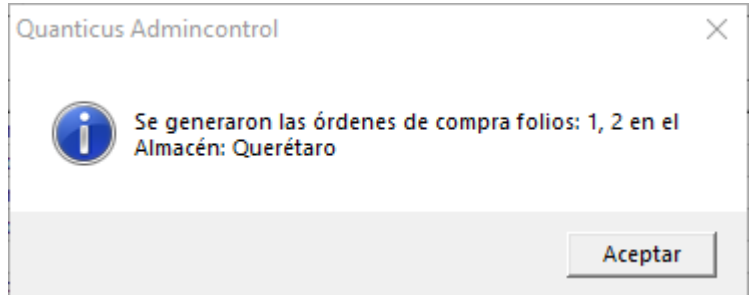 Quanticus Admincontrol
Se generaron las órdenes de compra folios: 1, 2 en el
Almacén: Querétaro
Aceptar